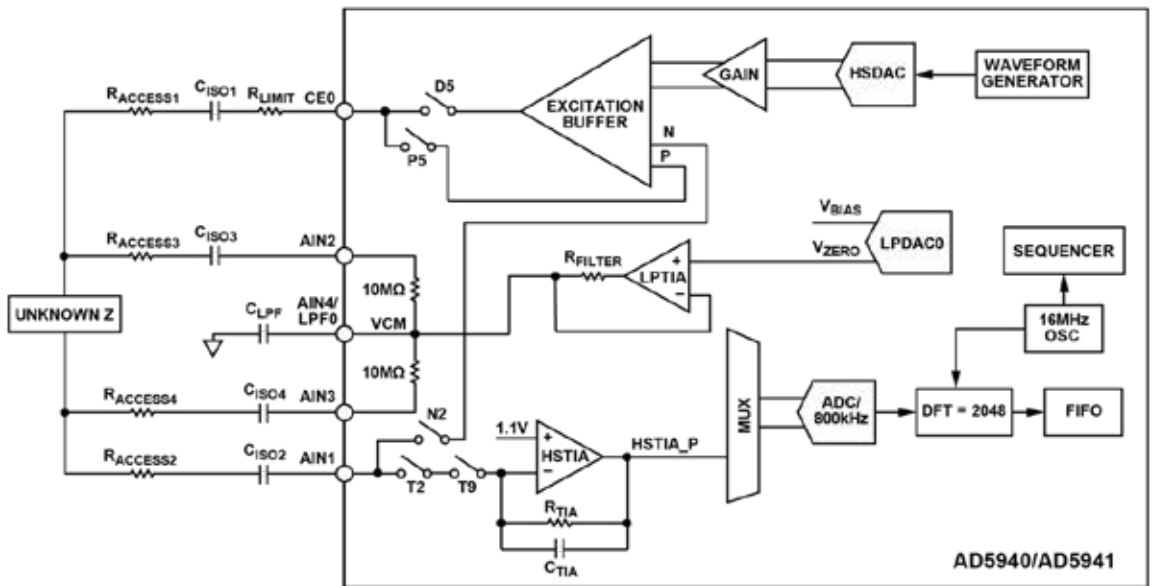 RACCESS1
CISO1
RLIMIT
CE0
D5
P5
EXCITATION
BUFFER
N
P
GAIN
HSDAC
WAVEFORM
GENERATOR
RACCESS3
CISO3
AIN2
10MΩ
AIN4/
LPF0
VCM
CLPF
UNKNOWN Z
10MΩ
RFILTER
+
LPTIA
−
VBIAS
VZERO
LPDAC0
SEQUENCER
16MHz
OSC
RACCESS4
CISO4
AIN3
RACCESS2
CISO2
AIN1
N2
T2
T9
1.1V
+
HSTIA
−
HSTIA_P
RTIA
CTIA
MUX
ADC/
800kHz
DFT = 2048
FIFO
AD5940/AD5941